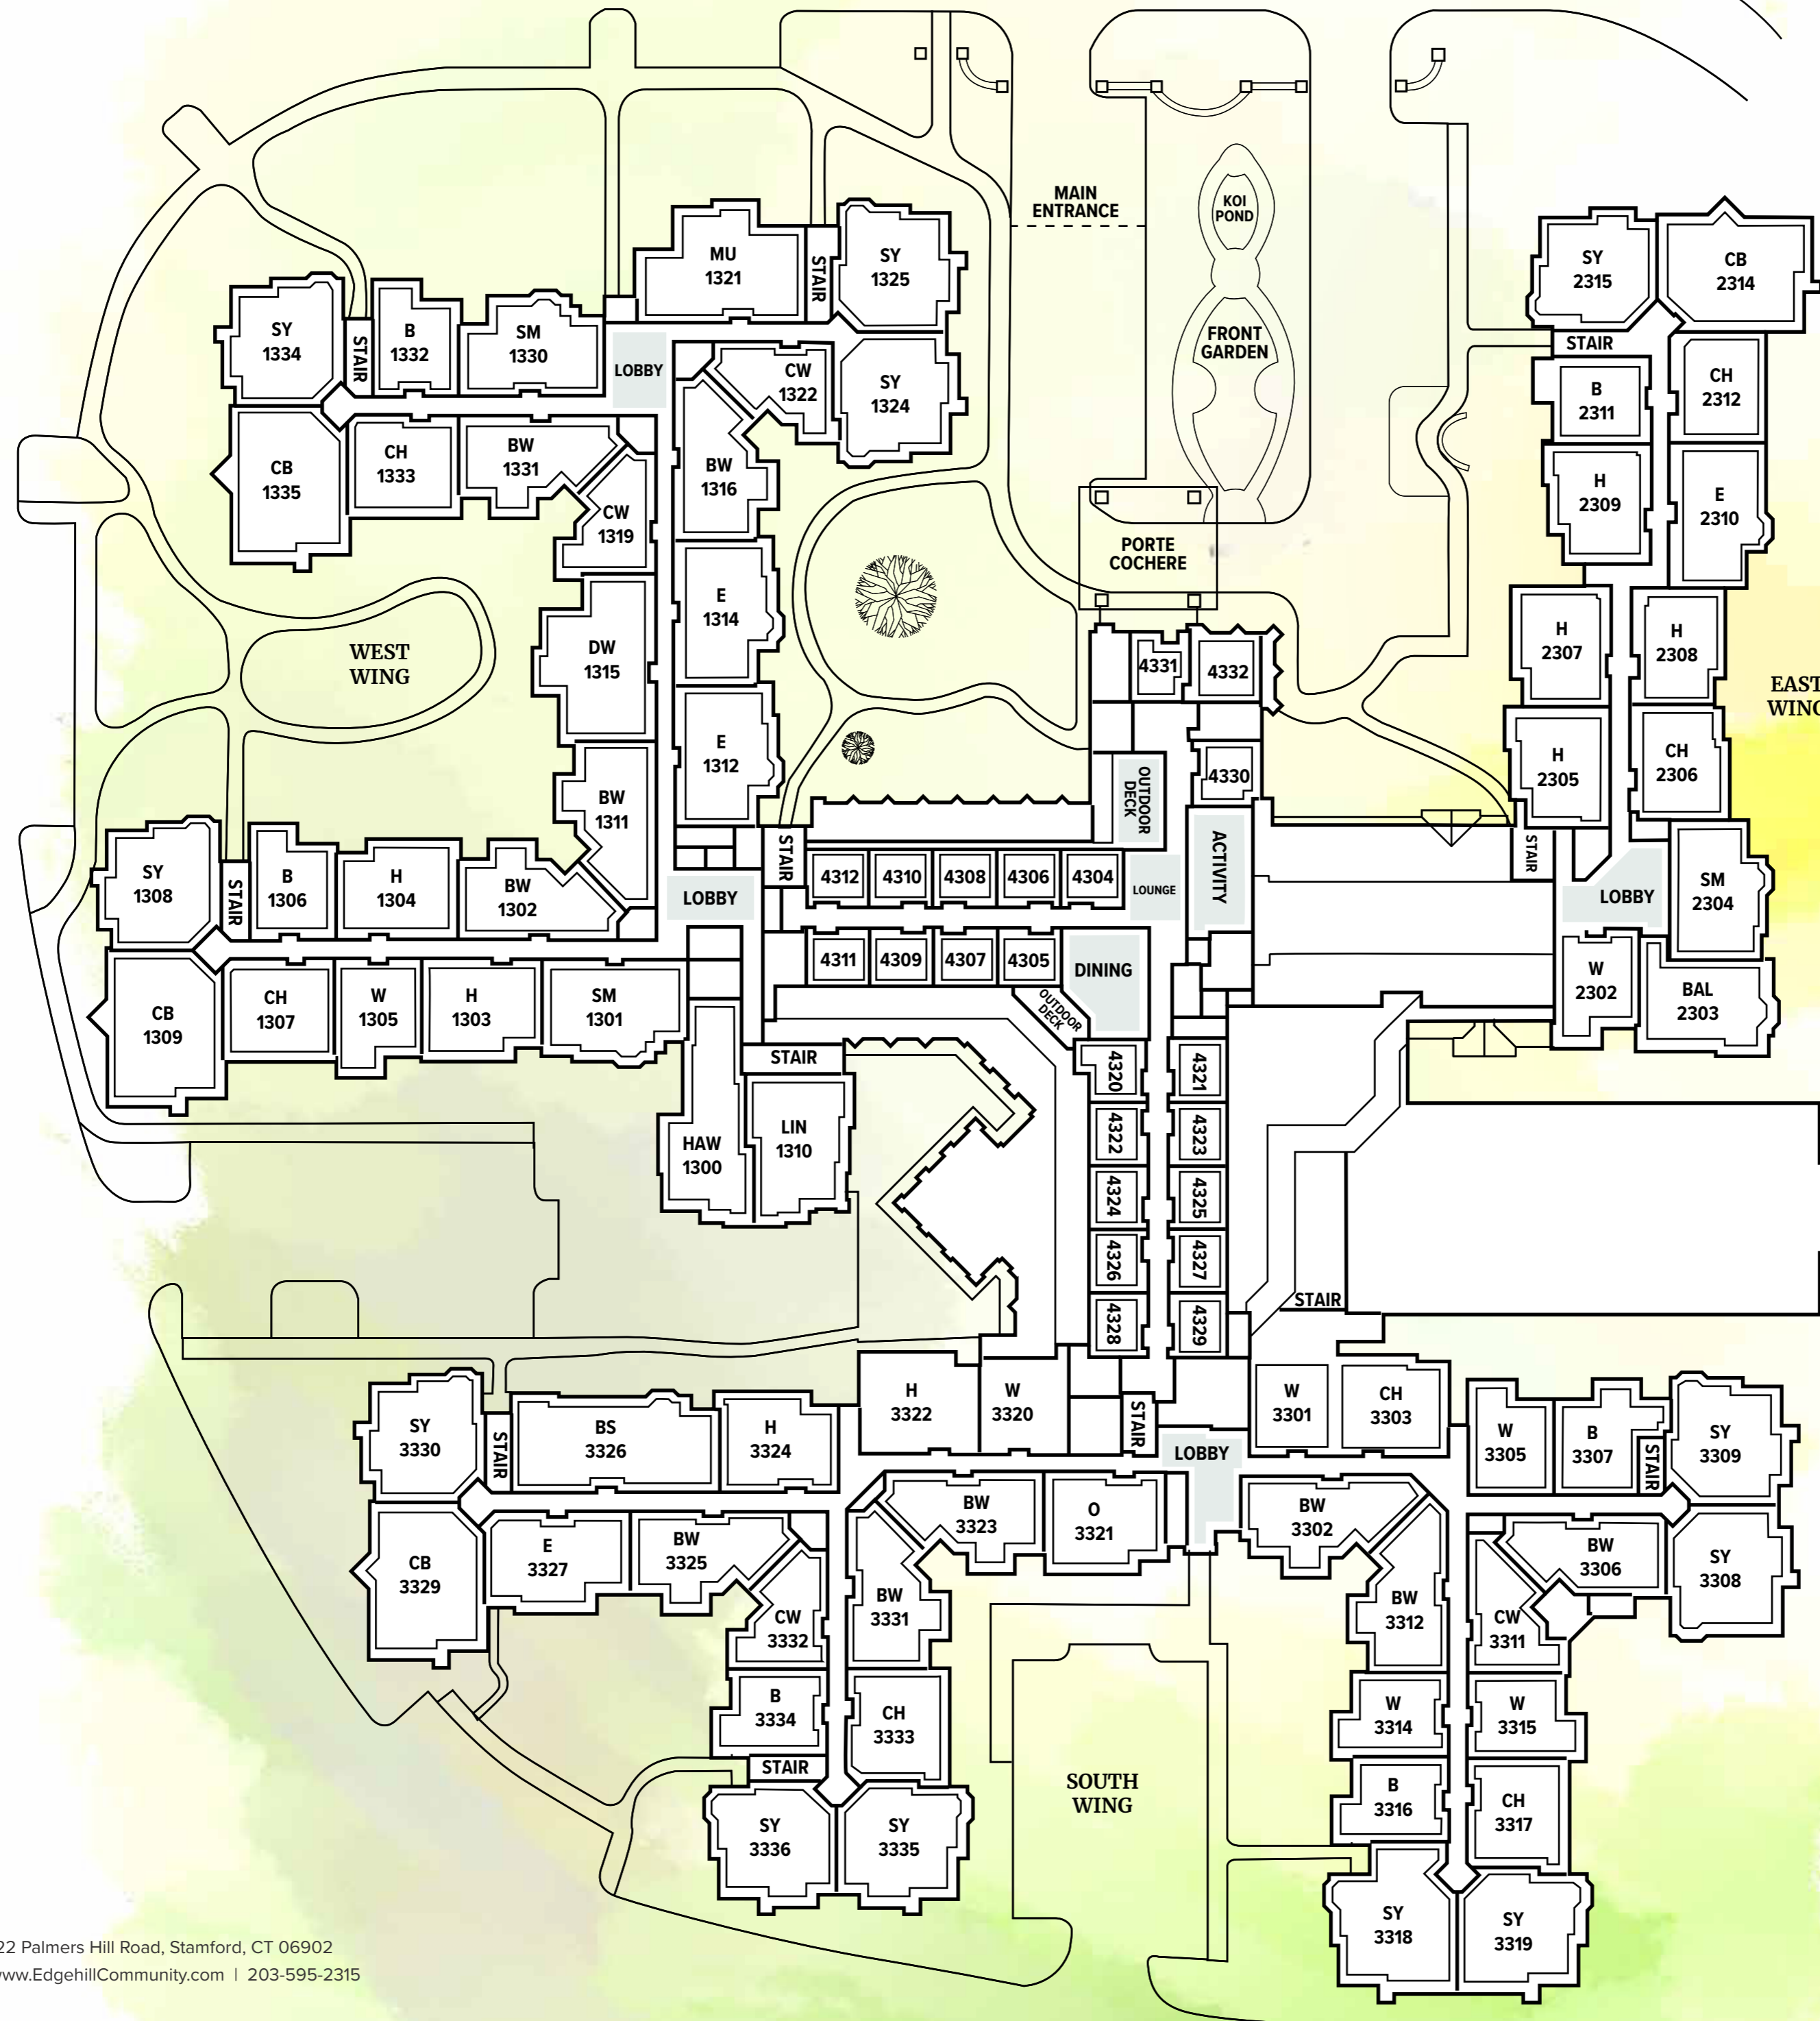 MAIN
ENTRANCE
KOI
POND
FRONT
GARDEN
PORTE
COCHERE
MU
1321
STAIR
SY
1325
SY
1334
STAIR
B
1332
SM
1330
LOBBY
CW
1322
SY
1324
CB
1335
CH
1333
BW
1331
CW
1319
BW
1316
WEST
WING
DW
1315
E
1314
E
1312
BW
1311
SY
1308
STAIR
B
1306
H
1304
BW
1302
LOBBY
STAIR
CB
1309
CH
1307
W
1305
H
1303
SM
1301
HAW
1300
STAIR
LIN
1310
4331
4332
4330
OUTDOOR
DECK
ACTIVITY
4312
4310
4308
4306
4304
LOUNGE
4311
4309
4307
4305
DINING
OUTDOOR
DECK
4320
4321
4322
4323
4324
4325
4326
4327
4328
4329
SY
2315
CB
2314
STAIR
B
2311
CH
2312
H
2309
E
2310
H
2307
H
2308
EAST
H
2305
CH
2306
STAIR
LOBBY
SM
2304
W
2302
BAL
2303
STAIR
H
3322
W
3320
STAIR
LOBBY
W
3301
CH
3303
W
3305
B
3307
STAIR
SY
3309
SY
3330
STAIR
BS
3326
H
3324
BW
3323
O
3321
BW
3302
BW
3306
SY
3308
CB
3329
E
3327
BW
3325
CW
3332
BW
3331
BW
3312
CW
3311
B
3334
CH
3333
STAIR
SY
3336
SY
3335
SOUTH
WING
W
3314
W
3315
B
3316
CH
3317
SY
3318
SY
3319
22 Palmers Hill Road, Stamford, CT 06902
www.EdgehillCommunity.com | 203-595-2315